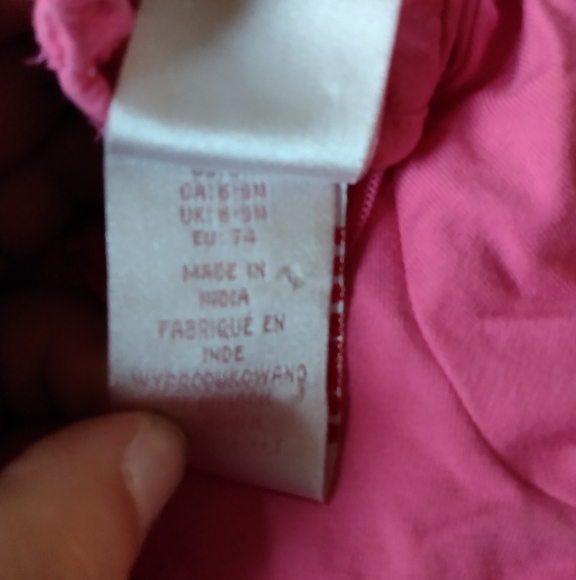 CA: 6-9M
UK: 6-9M
EU 74
MADE IN
INDIA
FABRIQUÉ EN
INDE
WYPRODUKOWANO